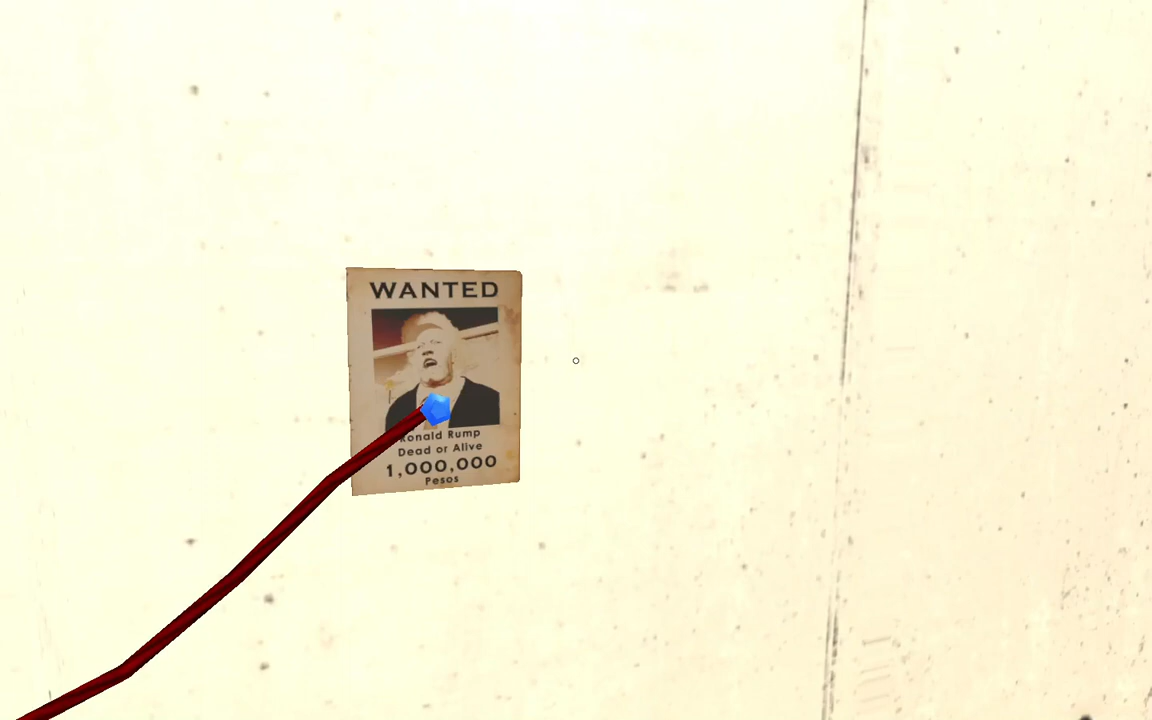 WANTED
Ronald Rump
Dead or Alive
1,000,000
Pesos